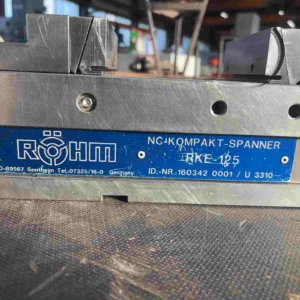 RÖHM
NC-KOMPAKT-SPANNER
RKE-125
D-89567 Sontheim Tel.:07325/16-0 Germany
ID.-NR. 160342 0001 / U 3310